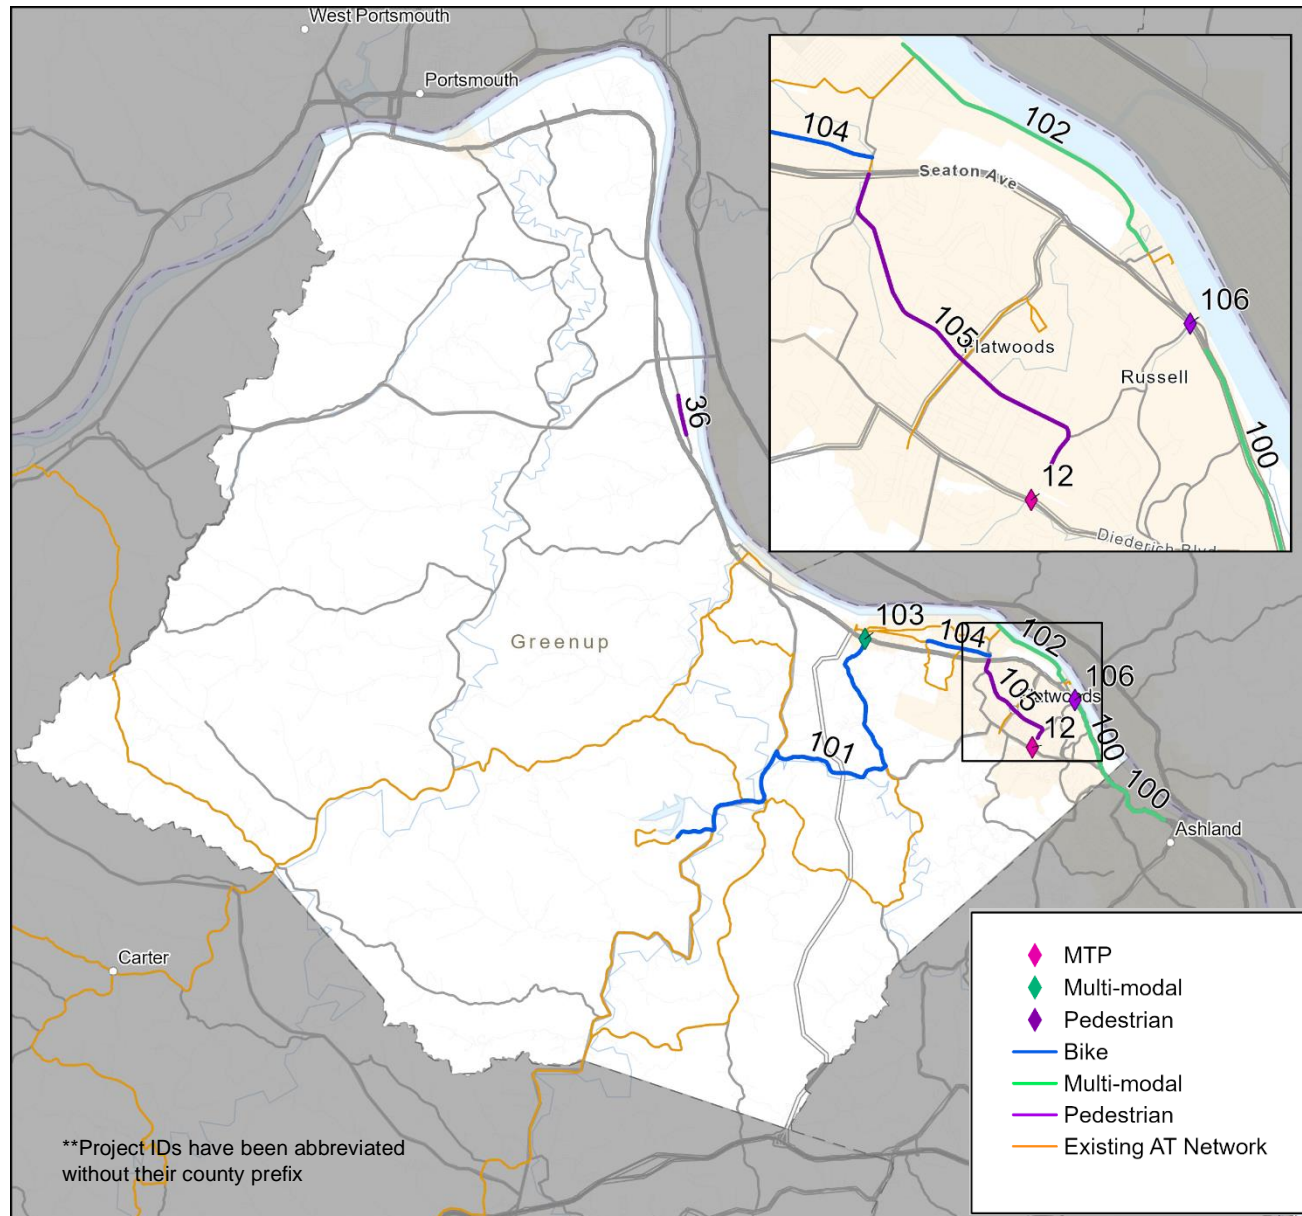 West Portsmouth
Portsmouth
104
102
Seaton Ave
106
105
Flatwoods
Russell
100
12
Diederich Blvd
36
Greenup
103
104
102
106
105
Flatwoods
12
100
101
100
Ashland
Carter
MTP
Multi-modal
Pedestrian
Bike
Multi-modal
Pedestrian
Existing AT Network
**Project IDs have been abbreviated
without their county prefix